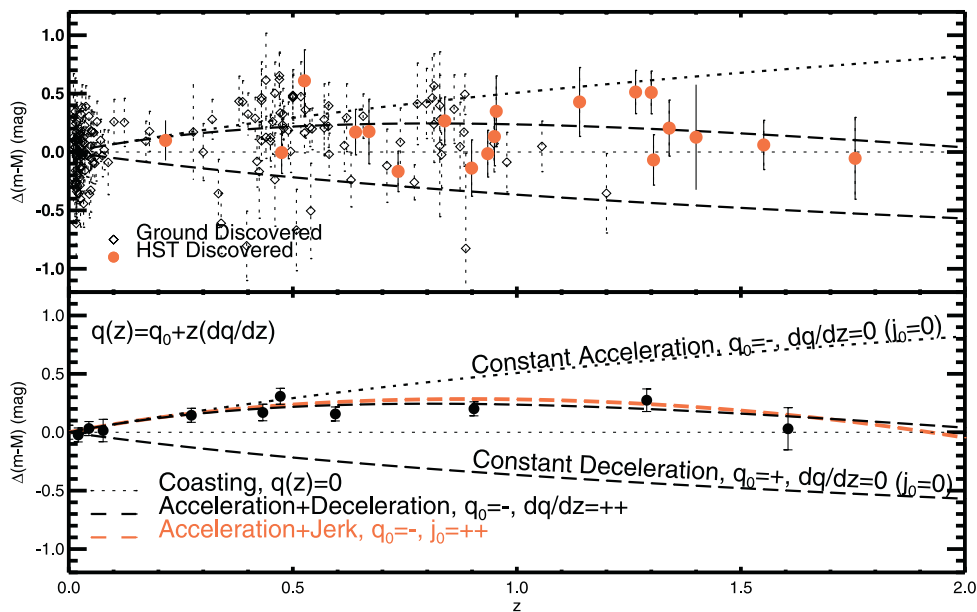 1.0
0.5
0.0
-0.5
-1.0
Δ(m-M) (mag)
Ground Discovered
HST Discovered
1.0
0.5
0.0
-0.5
-1.0
Δ(m-M) (mag)
q(z)=q₀+z(dq/dz)
Constant Acceleration, q₀=-, dq/dz=0 (j₀=0)
Constant Deceleration, q₀=+, dq/dz=0 (j₀=0)
Coasting, q(z)=0
Acceleration+Deceleration, q₀=-, dq/dz=++
Acceleration+Jerk, q₀=-, j₀=++
0.0 0.5 1.0 1.5 2.0
z